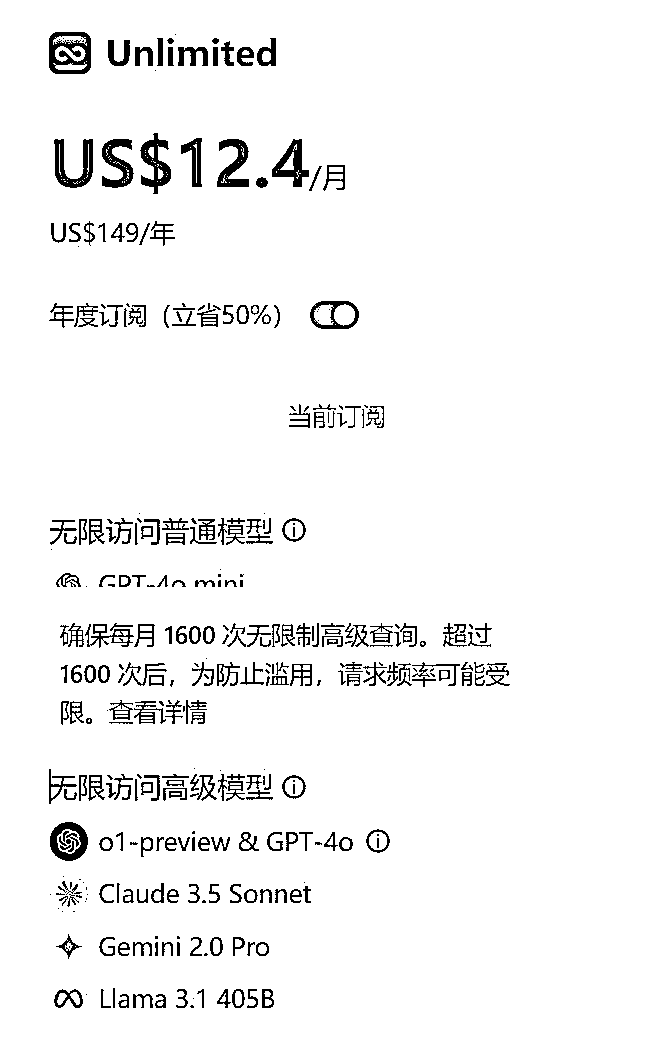 Unlimited
US$12.4/月
US$149/年
年度订阅（立省50%）
当前订阅
无限访问普通模型
GPT-4o mini
确保每月 1600 次无限制高级查询。超过
1600 次后，为防止滥用，请求频率可能受
限。查看详情
无限访问高级模型
o1-preview & GPT-4o
Claude 3.5 Sonnet
Gemini 2.0 Pro
Llama 3.1 405B